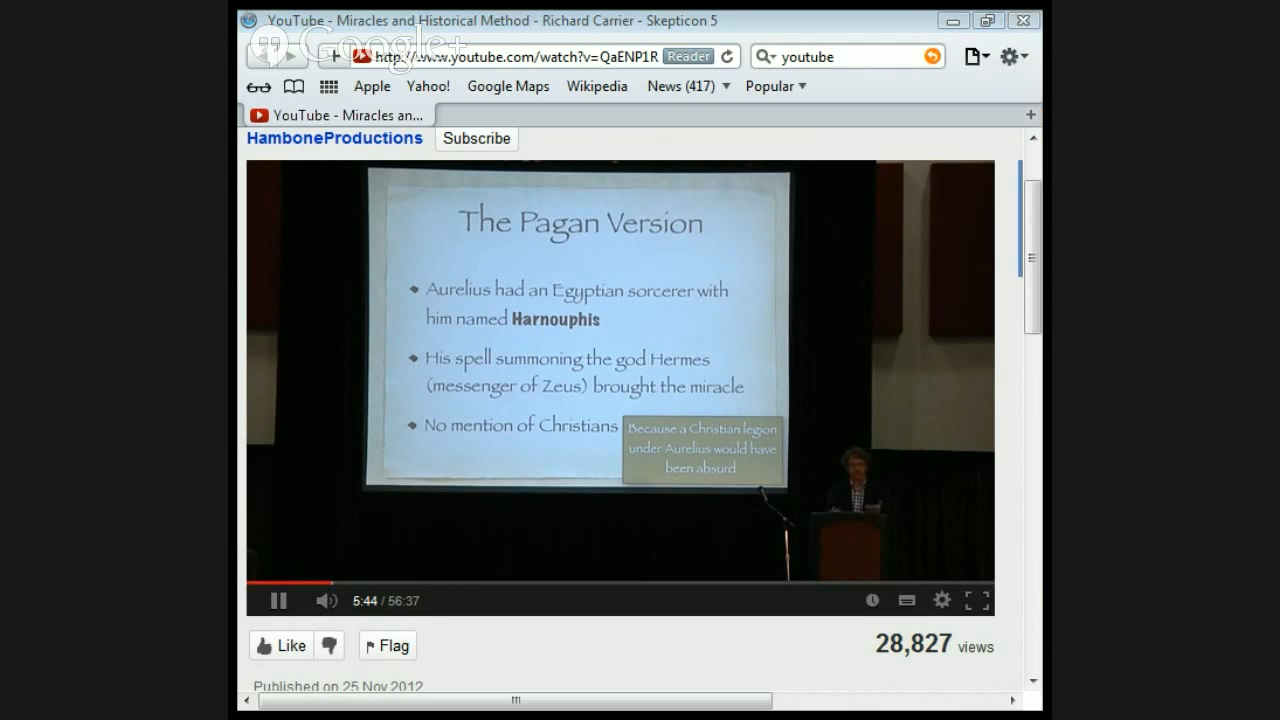 YouTube - Miracles and Historical Method - Richard Carrier - Skepticon 5
Google+
http://www.youtube.com/watch?v=QaENP1R Reader youtube
Apple Yahoo! Google Maps Wikipedia News (417) Popular
YouTube - Miracles an...
HamboneProductions Subscribe
The Pagan Version
Aurelius had an Egyptian sorcerer with
him named Harnouphis
His spell summoning the god Hermes
(messenger of Zeus) brought the miracle
No mention of Christians
Because a Christian legion
under Aurelius would have
been absurd.
5:44 / 56:37
Like Flag 28,827 views
Published on 25 Nov 2012